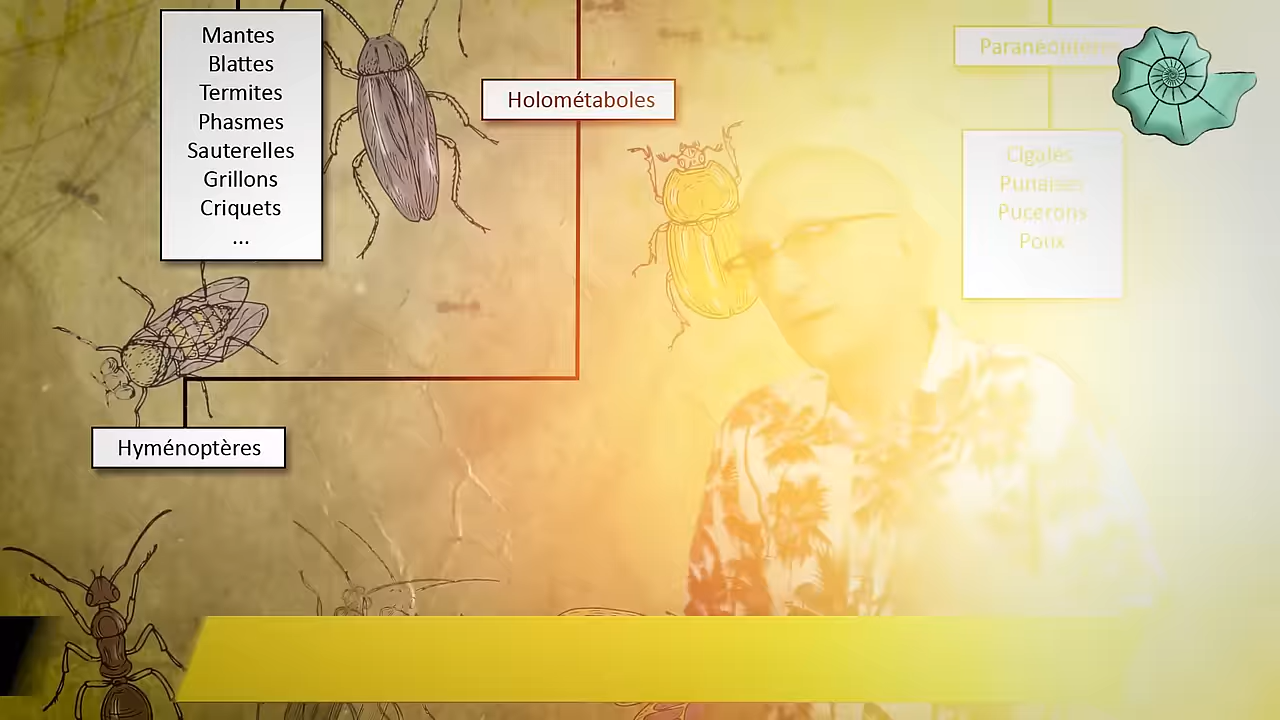 Mantes
Blattes
Termites
Phasmes
Sauterelles
Grillons
Criquets
...
Holométaboles
Hyménoptères
Cigales
Punaises
Pucerons
Poux